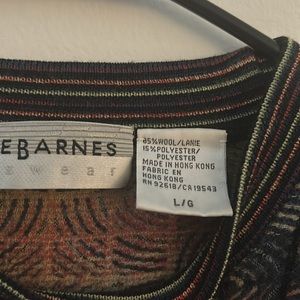 EBARNES
xwear
85%WOOL/LAINE
15%POLYESTER/
POLYESTER
MADE IN HONG KONG
FABRIC EN
HONG KONG
RN 92618/CA 19543
L/G